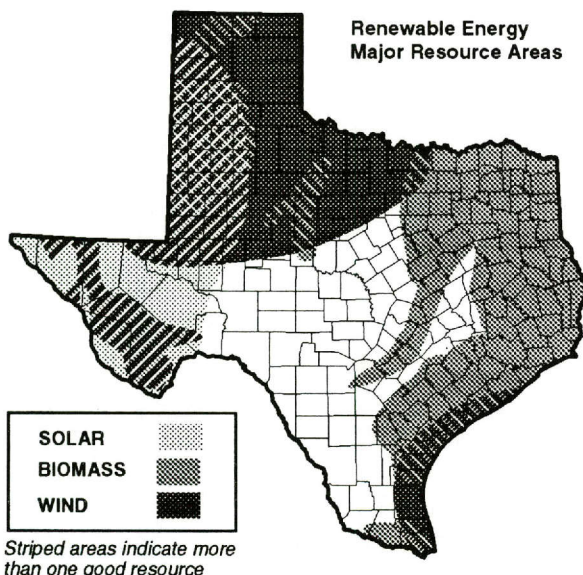 Renewable Energy
Major Resource Areas
SOLAR
BIOMASS
WIND
Striped areas indicate more
than one good resource